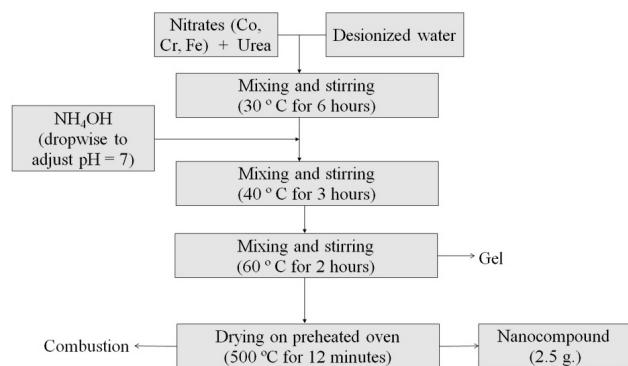 Nitrates (Co,
Cr, Fe) + Urea
Desionized water
Mixing and stirring
(30 º C for 6 hours)
NH4OH
(dropwise to
adjust pH = 7)
Mixing and stirring
(40 º C for 3 hours)
Mixing and stirring
(60 º C for 2 hours)
Gel
Combustion
Drying on preheated oven
(500 ºC for 12 minutes)
Nanocompound
(2.5 g.)